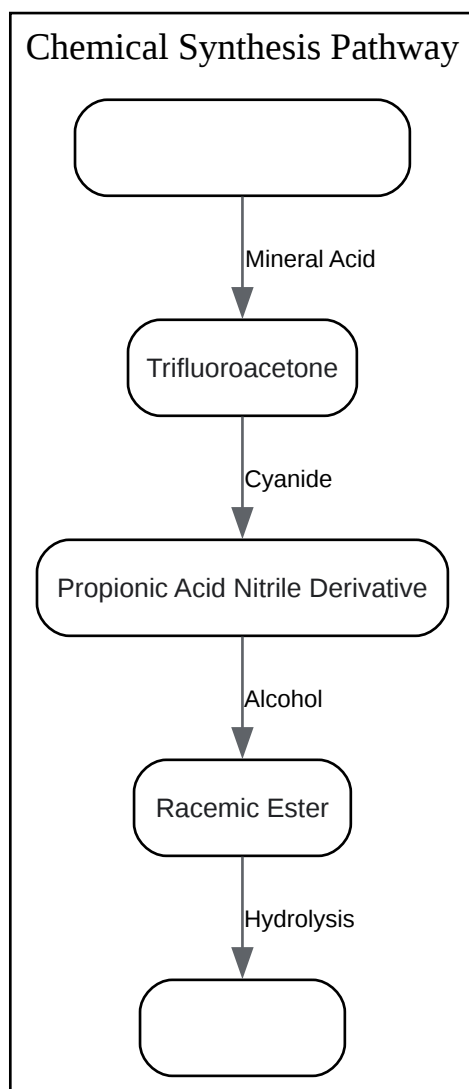 Chemical Synthesis Pathway
Mineral Acid
Trifluoroacetone
Cyanide
Propionic Acid Nitrile Derivative
Alcohol
Racemic Ester
Hydrolysis